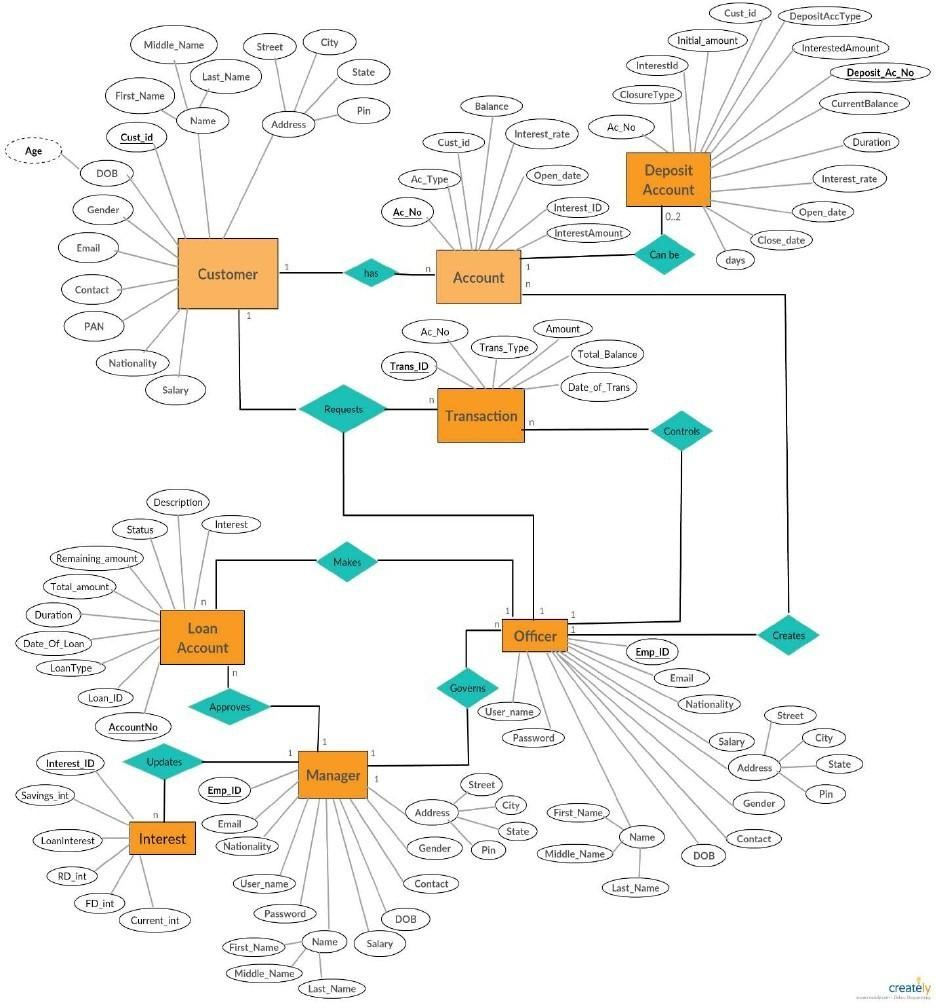 Middle_Name
First_Name
Last_Name
Name
Street
City
State
Pin
Address
Cust_id
Age
DOB
Gender
Email
Contact
PAN
Nationality
Salary
Customer
1
1
has
n
Balance
Cust_id
Interest_rate
Ac_Type
Open_date
Ac_No
Interest_ID
InterestAmount
Account
1
n
Cust_id
DepositAccType
Initial_amount
InterestedAmount
InterestId
Deposit_Ac_No
ClosureType
CurrentBalance
Ac_No
Duration
Interest_rate
Open_date
Close_date
days
Deposit
Account
0..2
Can be
Ac_No
Amount
Trans_Type
Total_Balance
Trans_ID
Date_of_Trans
Transaction
n
n
Requests
Controls
Description
Status
Interest
Remaining_amount
Total_amount
Duration
Date_Of_Loan
LoanType
Loan_ID
AccountNo
Loan
Account
n
n
Makes
Approves
Governs
Creates
1
1
1
n
1
Officer
Emp_ID
Email
Nationality
User_name
Password
Salary
Street
City
Address
State
Pin
Gender
First_Name
Name
Middle_Name
Last_Name
Contact
DOB
Updates
1
1
1
1
Manager
Emp_ID
Email
Nationality
User_name
Password
First_Name
Name
Middle_Name
Last_Name
Salary
DOB
Contact
Gender
Street
Address
City
State
Pin
Interest_ID
n
Savings_int
LoanInterest
Interest
RD_int
FD_int
Current_int
creately